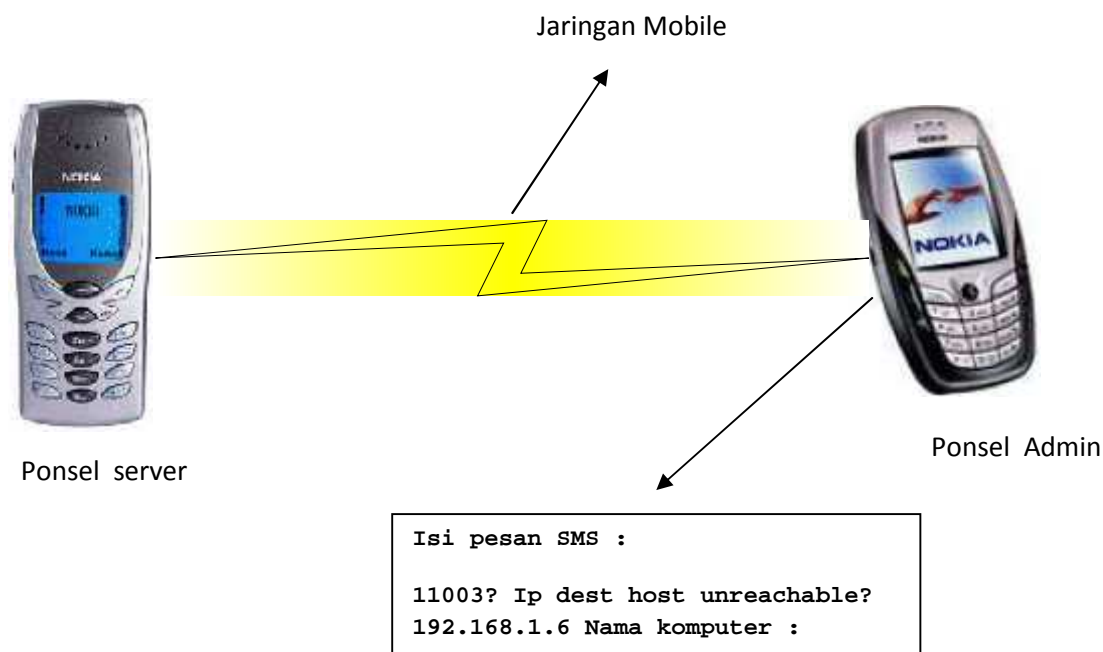 Jaringan Mobile
NOKIA
NOKIA
NOKIA
Ponsel server
Ponsel Admin
Isi pesan SMS :
11003? Ip dest host unreachable?
192.168.1.6 Nama komputer :